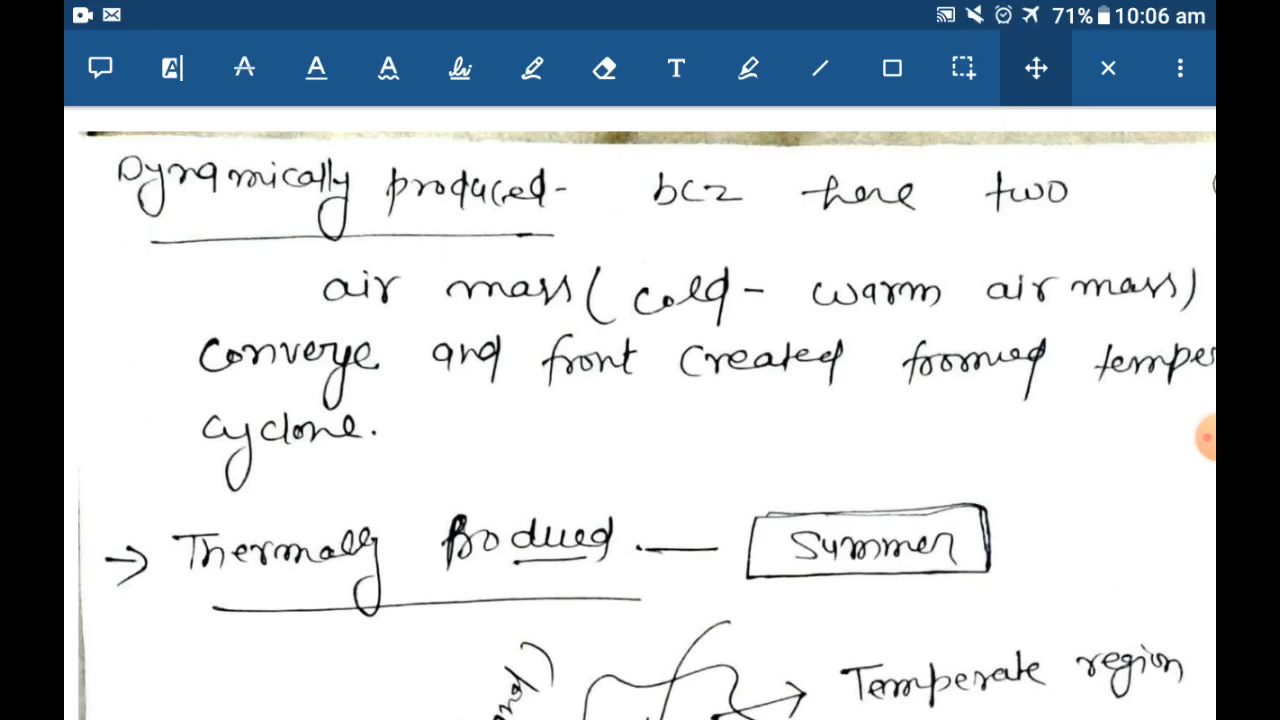 71% 10:06 am
Dynamically produced - bcz here two
air mass (cold - warm air mass)
converge and front created formed temper
cyclone.
→ Thermally Produed . — Summer
Temperate region